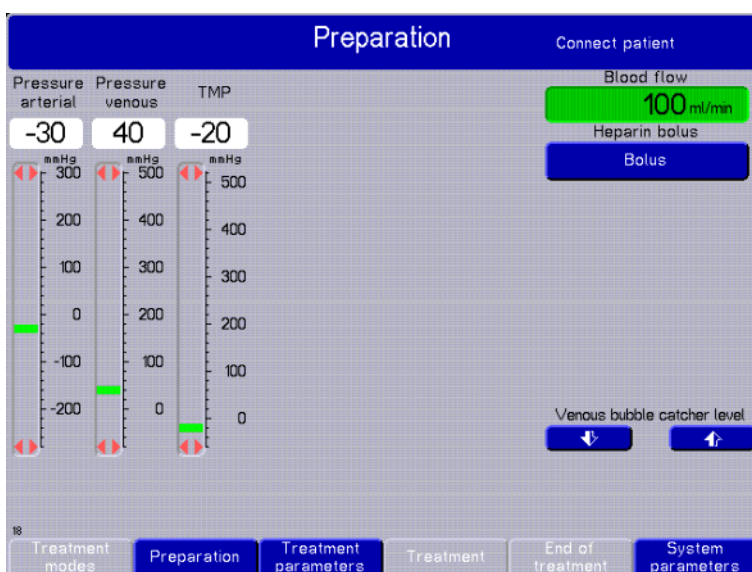 Preparation
Connect patient
Pressure arterial
Pressure venous
TMP
-30
40
-20
mmHg
mmHg
mmHg
300
200
100
0
-100
-200
500
400
300
200
100
0
500
400
300
200
100
0
Blood flow
100 ml/min
Heparin bolus
Bolus
Venous bubble catcher level
18
Treatment modes
Preparation
Treatment parameters
Treatment
End of treatment
System parameters